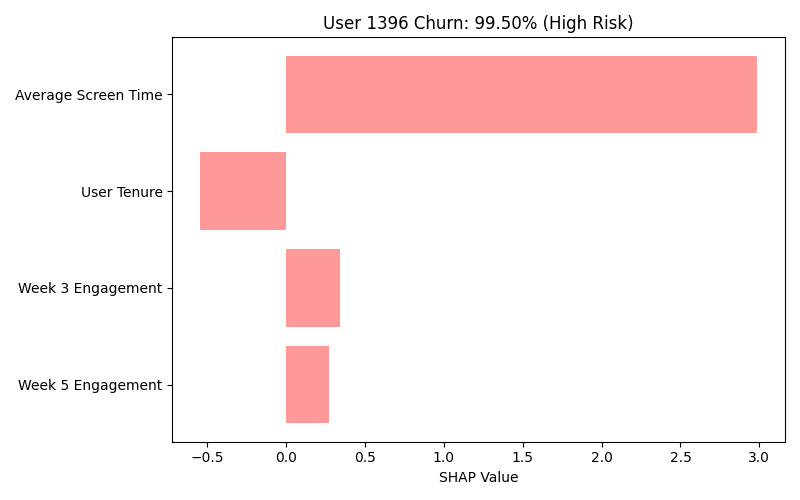 User 1396 Churn: 99.50% (High Risk)
Average Screen Time
User Tenure
Week 3 Engagement
Week 5 Engagement
−0.5 0.0 0.5 1.0 1.5 2.0 2.5 3.0
SHAP Value